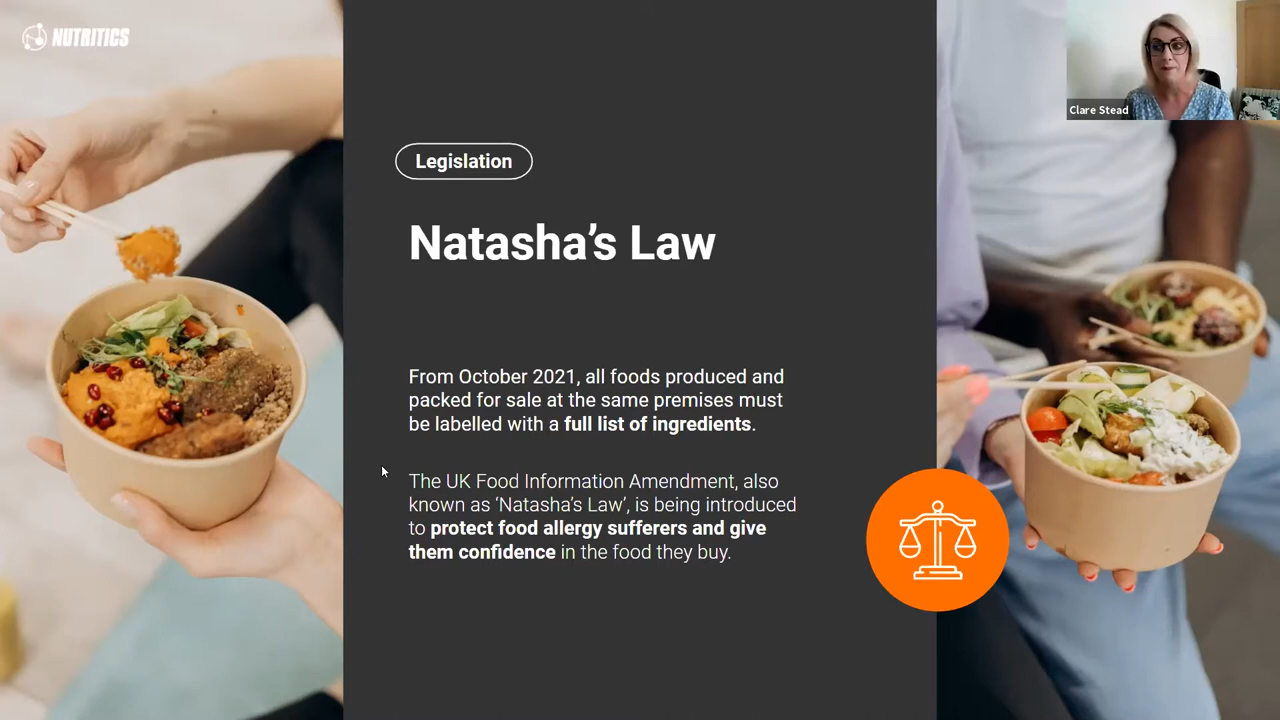 NUTRITICS
Clare Stead
Legislation
Natasha’s Law
From October 2021, all foods produced and
packed for sale at the same premises must
be labelled with a full list of ingredients.
The UK Food Information Amendment, also
known as ‘Natasha’s Law’, is being introduced
to protect food allergy sufferers and give
them confidence in the food they buy.